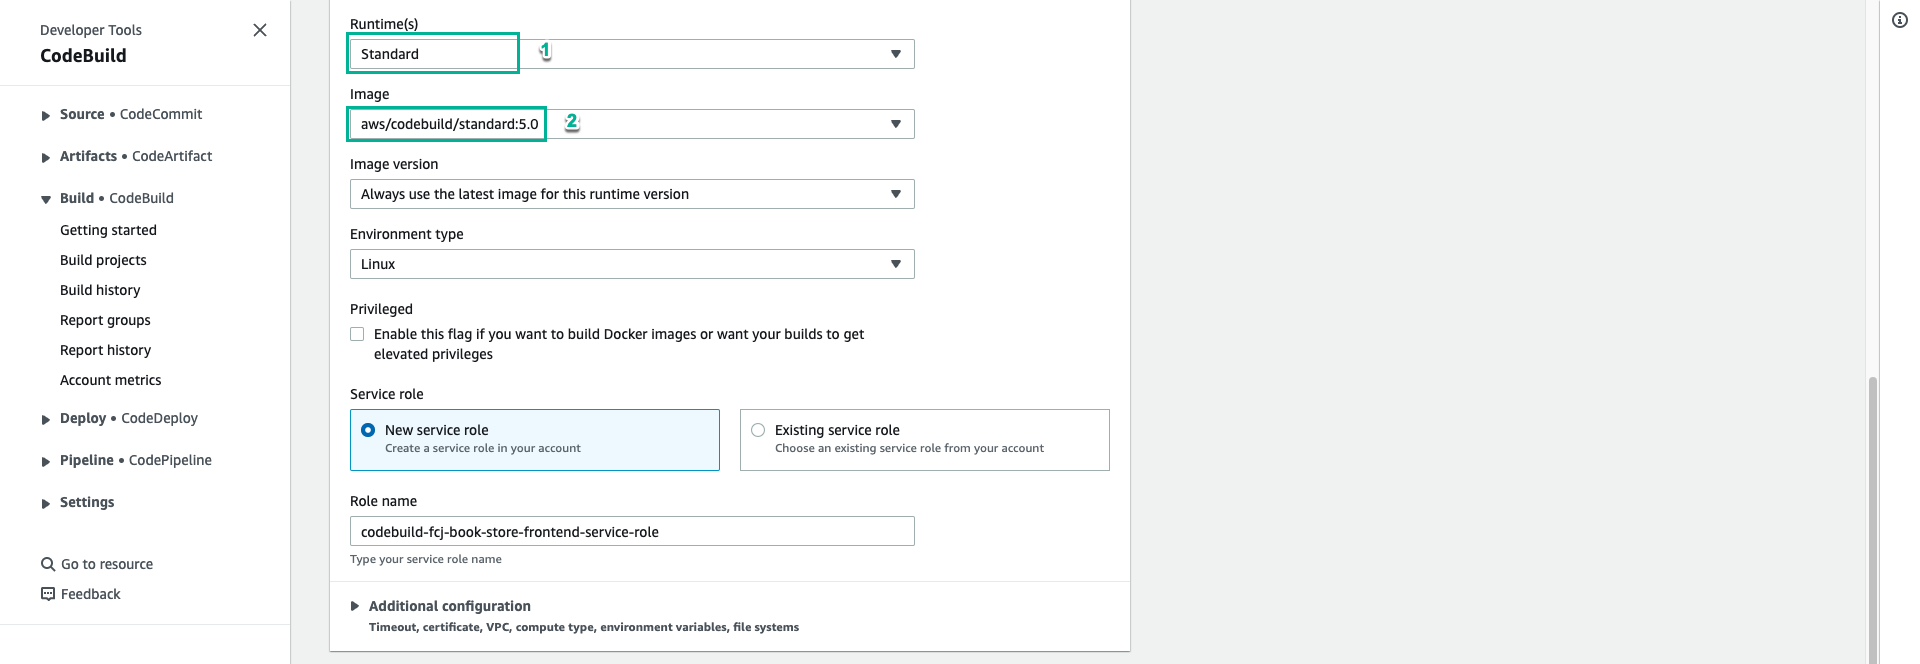 Developer Tools
CodeBuild
Source • CodeCommit
Artifacts • CodeArtifact
Build • CodeBuild
Getting started
Build projects
Build history
Report groups
Report history
Account metrics
Deploy • CodeDeploy
Pipeline • CodePipeline
Settings
Go to resource
Feedback
Runtime(s)
Standard
1
Image
aws/codebuild/standard:5.0
2
Image version
Always use the latest image for this runtime version
Environment type
Linux
Privileged
Enable this flag if you want to build Docker images or want your builds to get
elevated privileges
Service role
New service role
Create a service role in your account
Existing service role
Choose an existing service role from your account
Role name
codebuild-fcj-book-store-frontend-service-role
Type your service role name
Additional configuration
Timeout, certificate, VPC, compute type, environment variables, file systems